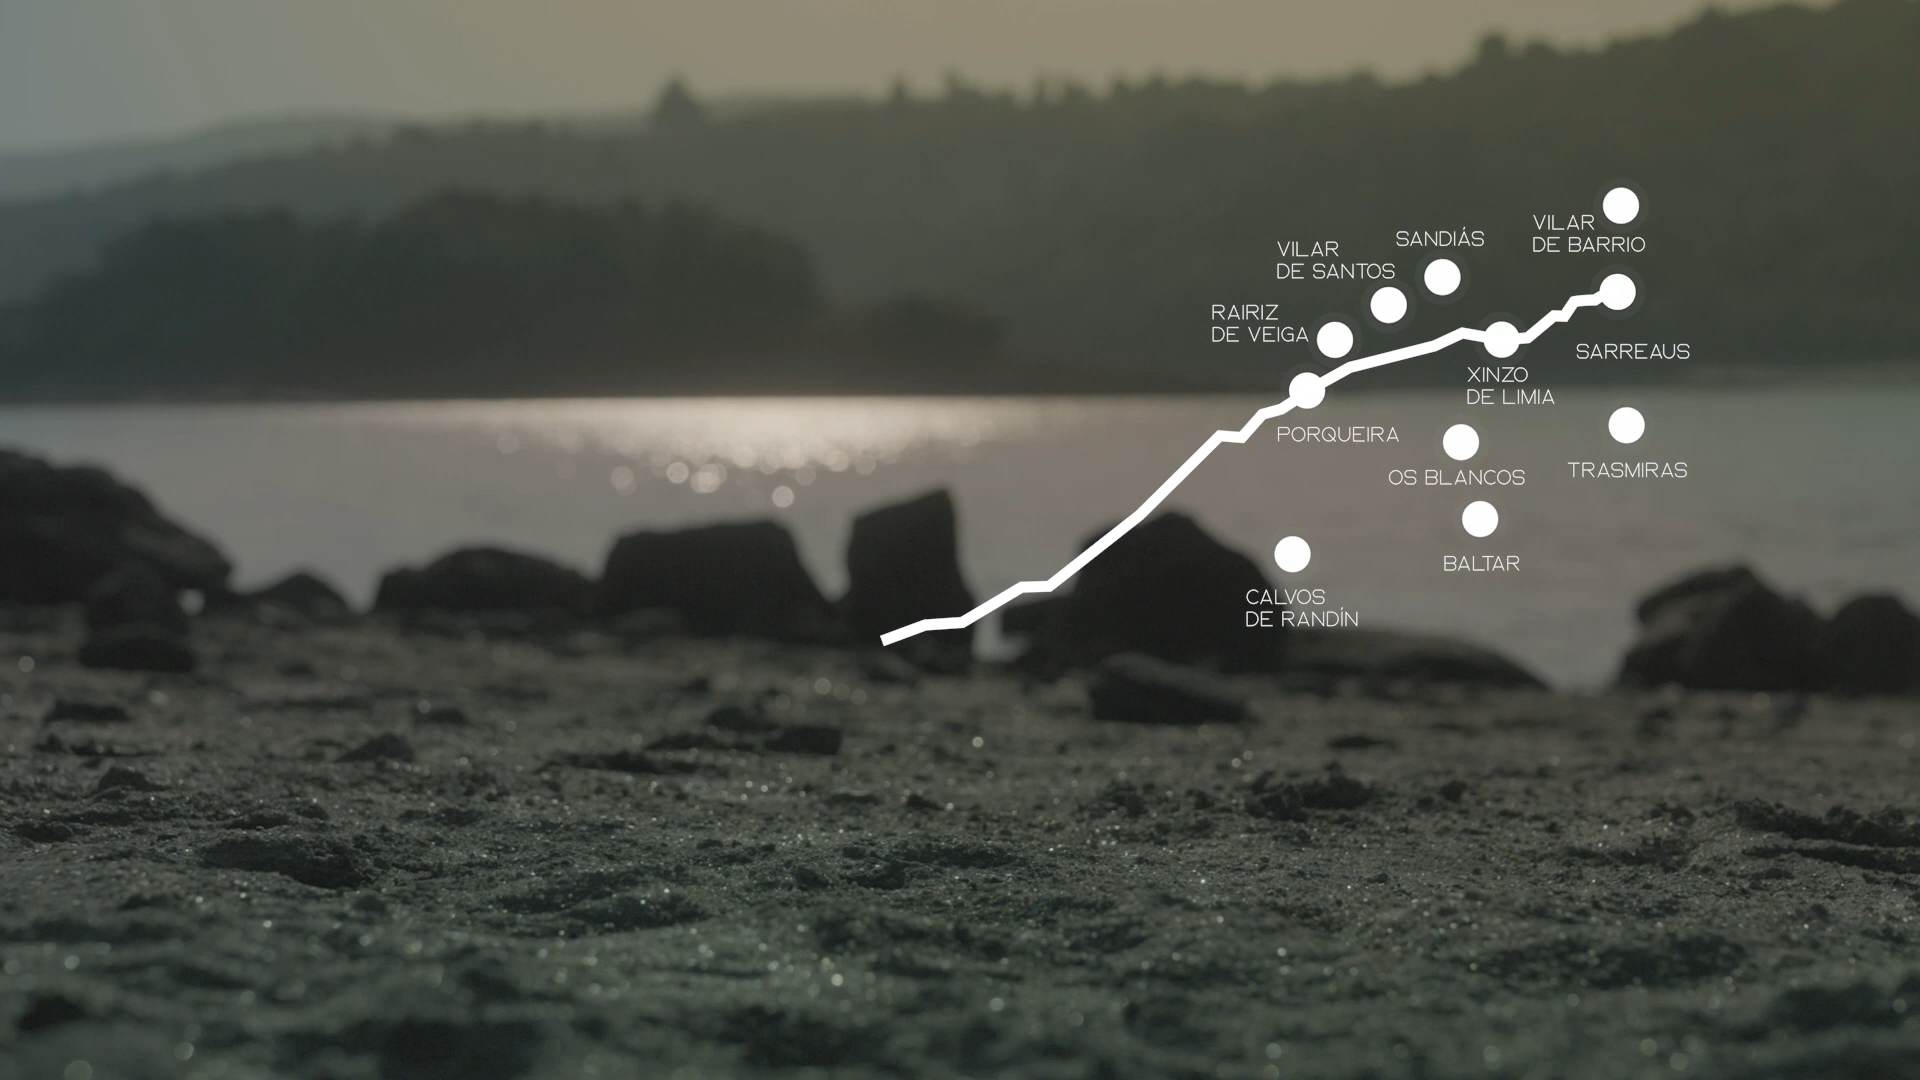 VILAR
DE BARRIO
SANDIÁS
VILAR
DE SANTOS
RAIRIZ
DE VEIGA
SARREAUS
XINZO
DE LIMIA
PORQUEIRA
OS BLANCOS
TRASMIRAS
BALTAR
CALVOS
DE RANDÍN